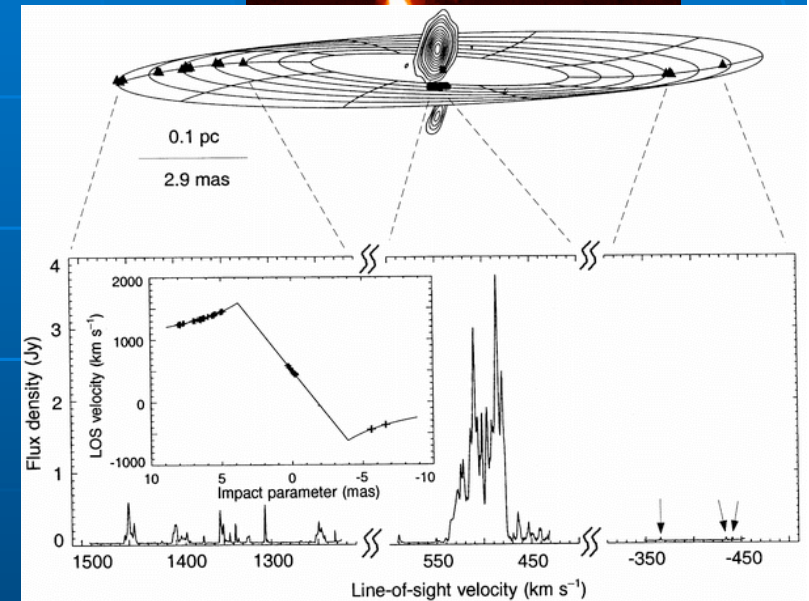 0.1 pc
2.9 mas
4
3
2
1
0
Flux density (Jy)
2000
1000
0
-1000
LOS velocity (km s⁻¹)
10 5 0 -5 -10
Impact parameter (mas)
1500 1400 1300 550 450 -350 -450
Line-of-sight velocity (km s⁻¹)